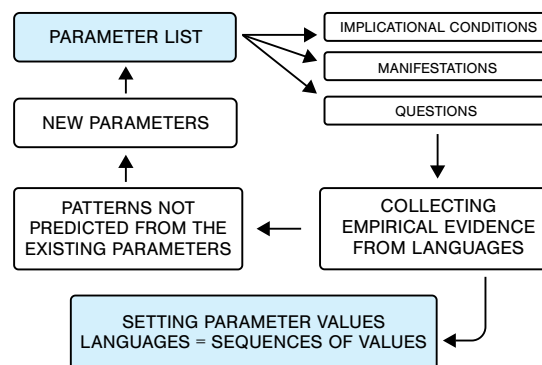 PARAMETER LIST
IMPLICATIONAL CONDITIONS
MANIFESTATIONS
QUESTIONS
NEW PARAMETERS
PATTERNS NOT
PREDICTED FROM THE
EXISTING PARAMETERS
COLLECTING
EMPIRICAL EVIDENCE
FROM LANGUAGES
SETTING PARAMETER VALUES
LANGUAGES = SEQUENCES OF VALUES